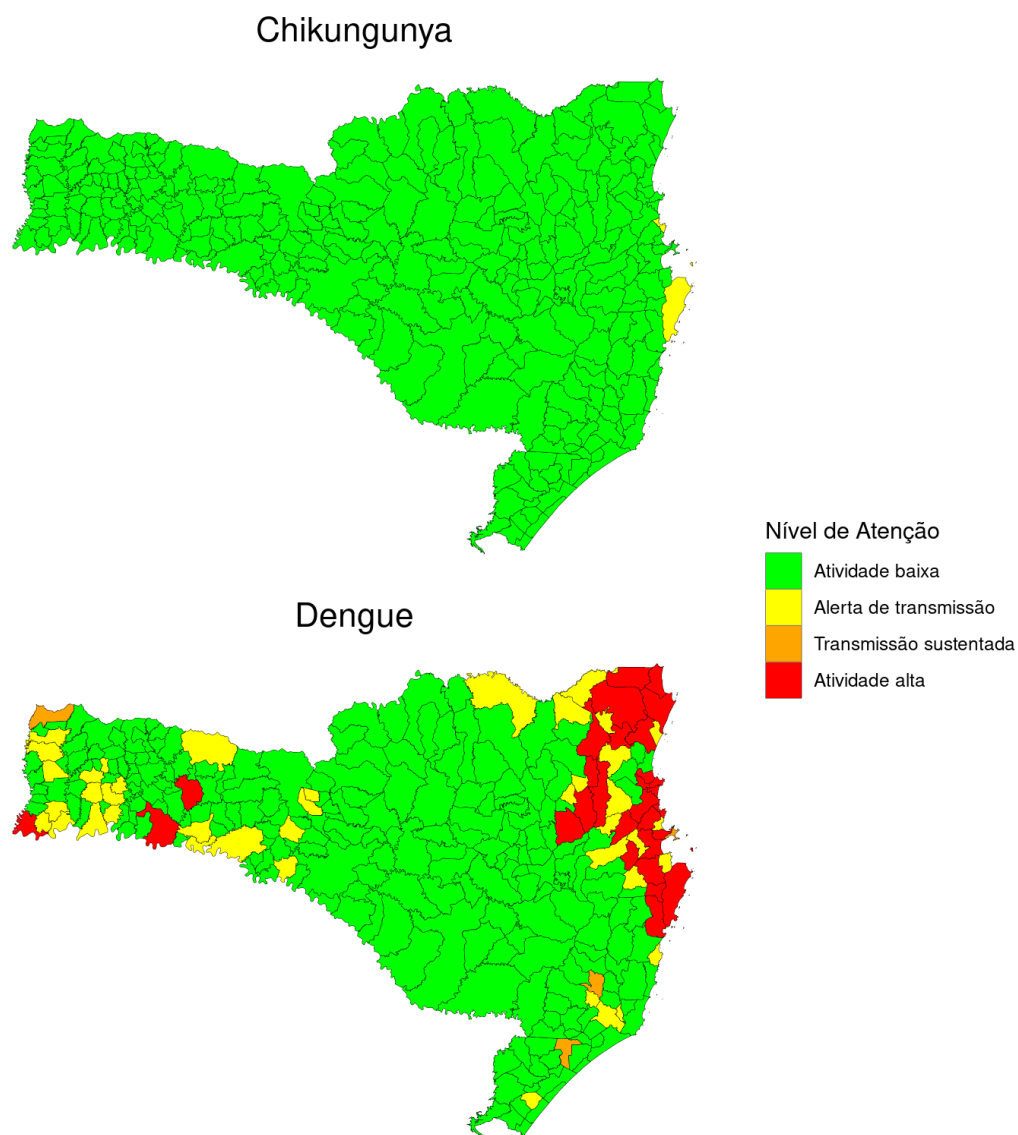 Chikungunya
Nível de Atenção
Atividade baixa
Alerta de transmissão
Transmissão sustentada
Atividade alta
Dengue